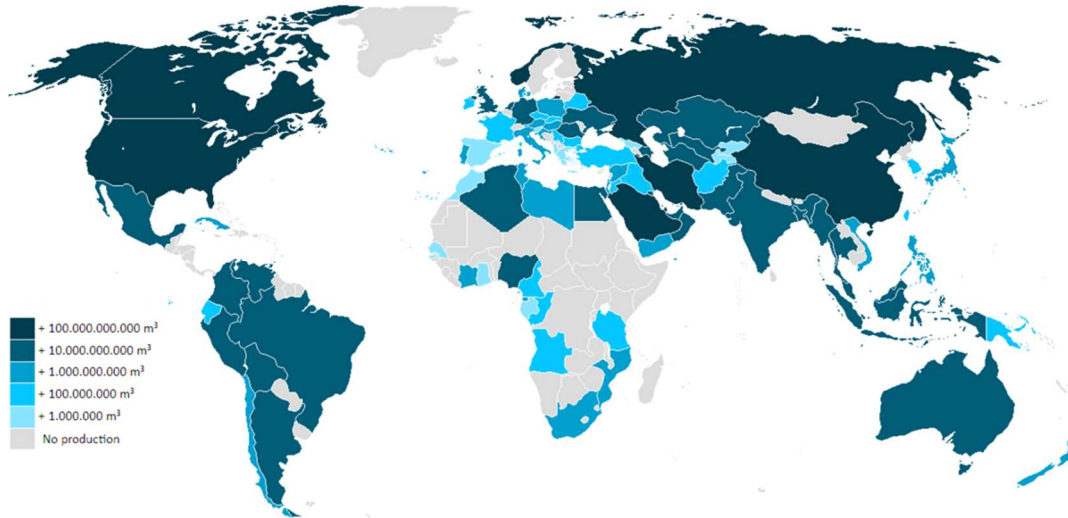 + 100.000.000.000 m³
+ 10.000.000.000 m³
+ 1.000.000.000 m³
+ 100.000.000 m³
+ 1.000.000 m³
No production